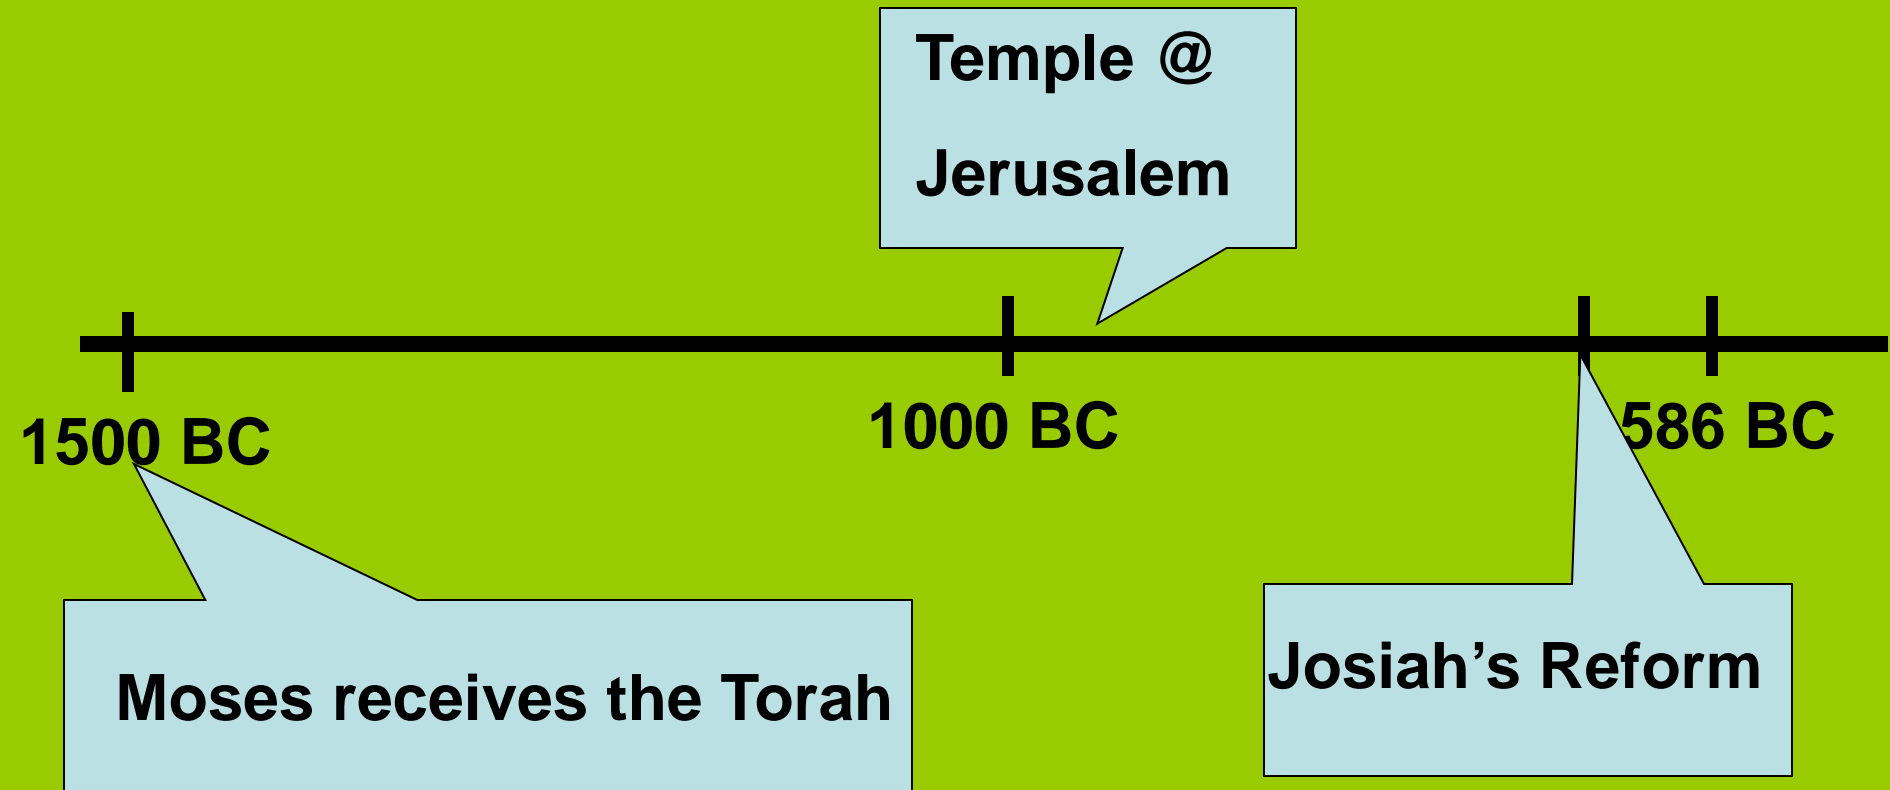 Temple @
Jerusalem
1500 BC
1000 BC
586 BC
Moses receives the Torah
Josiah’s Reform